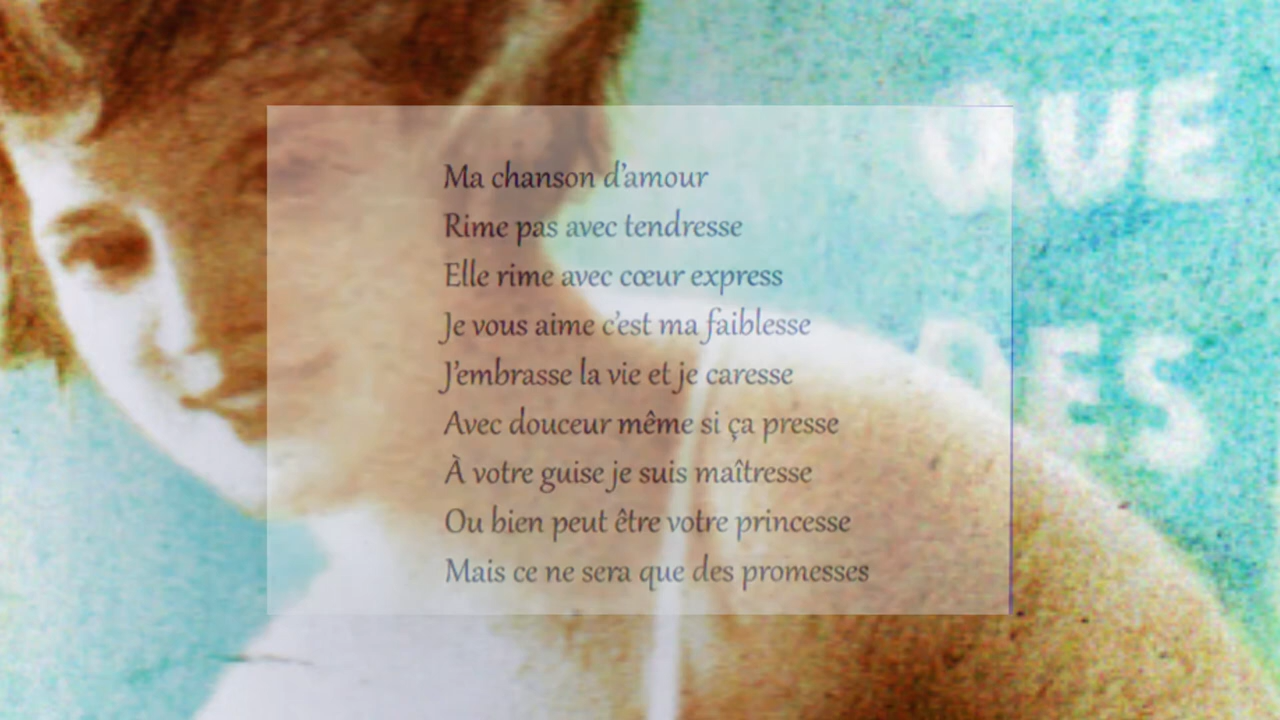 QUE
DES
Ma chanson d'amour
Rime pas avec tendresse
Elle rime avec cœur express
Je vous aime c'est ma faiblesse
J'embrasse la vie et je caresse
Avec douceur même si ça presse
À votre guise je suis maîtresse
Ou bien peut être votre princesse
Mais ce ne sera que des promesses